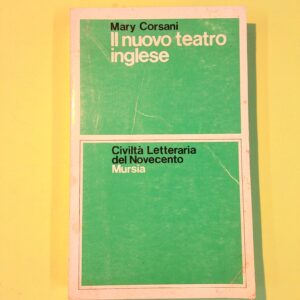 Mary Corsani
Il nuovo teatro
inglese
Civiltà Letteraria
del Novecento
Mursia